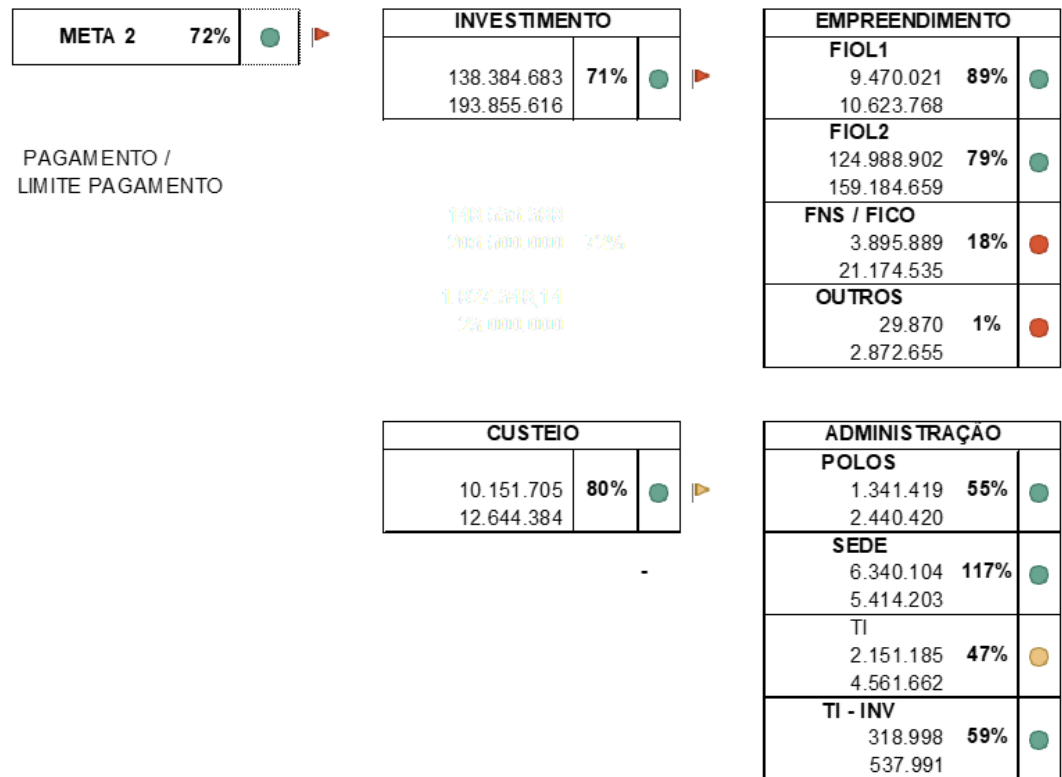 META 2 72%
PAGAMENTO /
LIMITE PAGAMENTO
INVESTIMENTO
138.384.683 71%
193.855.616
72%
EMPREENDIMENTO
FIOL1
9.470.021 89%
10.623.768
FIOL2
124.988.902 79%
159.184.659
FNS / FICO
3.895.889 18%
21.174.535
OUTROS
29.870 1%
2.872.655
CUSTEIO
10.151.705 80%
12.644.384
-
ADMINISTRAÇÃO
POLOS
1.341.419 55%
2.440.420
SEDE
6.340.104 117%
5.414.203
TI
2.151.185 47%
4.561.662
TI - INV
318.998 59%
537.991